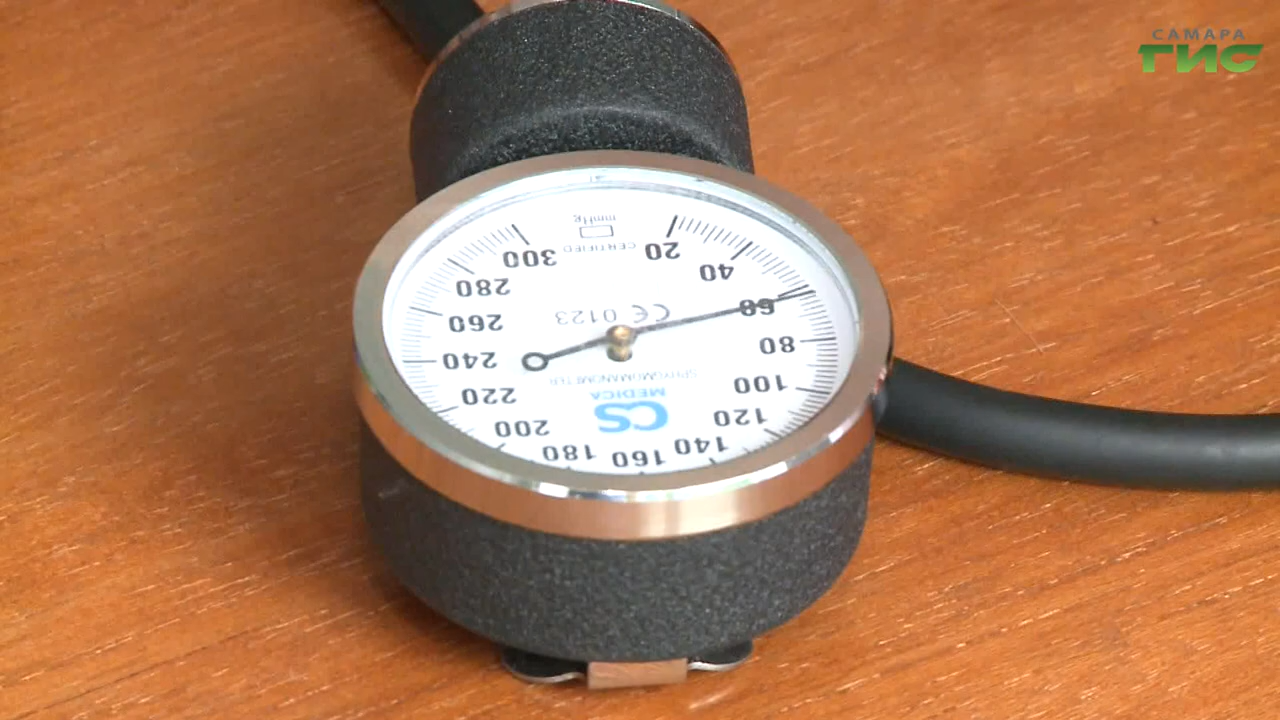 САМАРА
ГИС
mmHg
CERTIFIED
20
40
60
80
100
120
140
160
180
200
220
240
260
280
300
CE 0123
SPHYGMOMANOMETER
CS
MEDICA